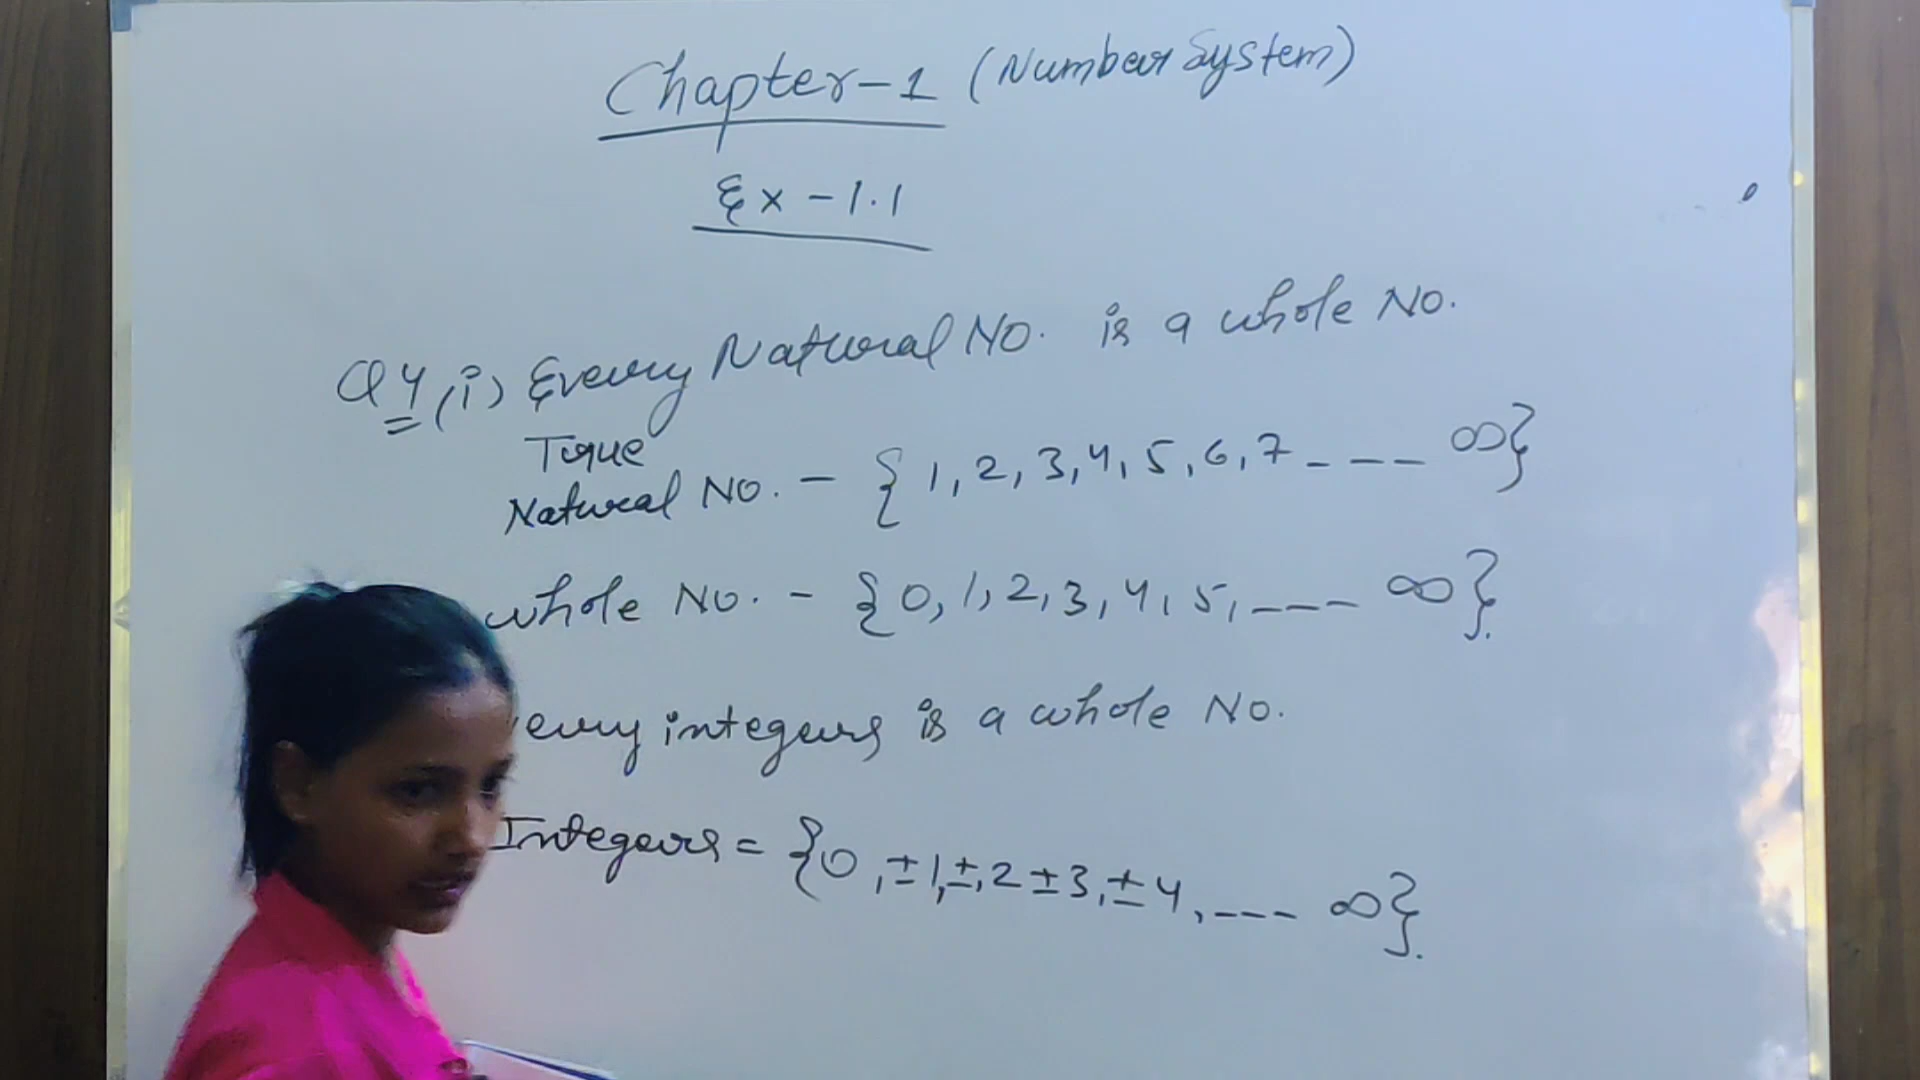 Chapter-1 (Number System)
Ex - 1.1
Q4 (i) Every Natural No. is a whole No.
True
Natural No. - {1, 2, 3, 4, 5, 6, 7 - - - ∞}
whole No. - {0, 1, 2, 3, 4, 5, - - - ∞}.
every integers is a whole No.
Integers = {0, ±1, ±, 2 ±3, ±4, - - - ∞}.